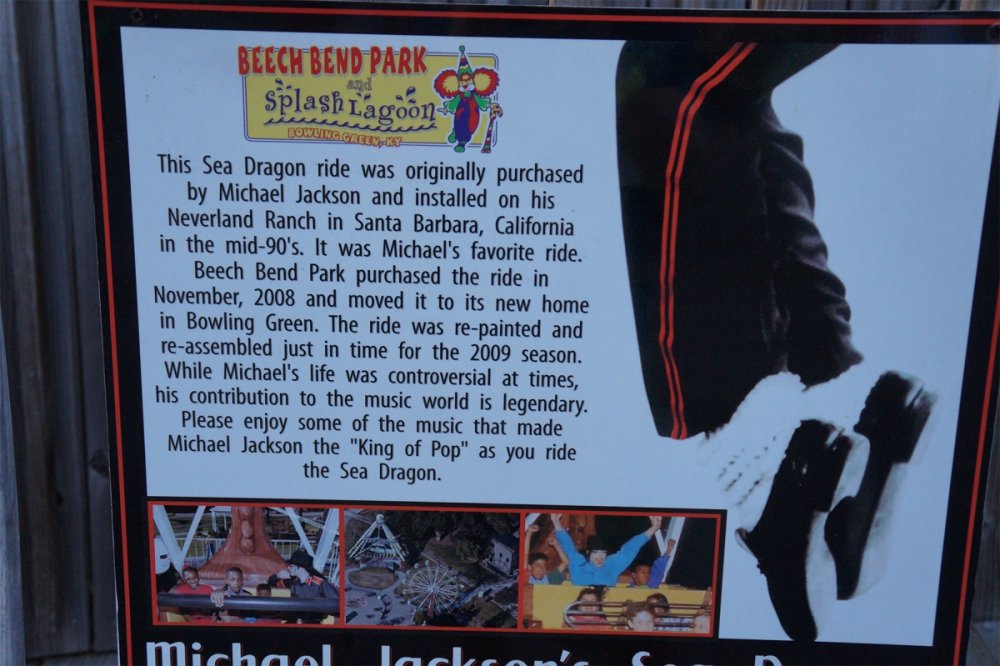 BEECH BEND PARK
and
Splash Lagoon
BOWLING GREEN, KY
This Sea Dragon ride was originally purchased
by Michael Jackson and installed on his
Neverland Ranch in Santa Barbara, California
in the mid-90's. It was Michael's favorite ride.
Beech Bend Park purchased the ride in
November, 2008 and moved it to its new home
in Bowling Green. The ride was re-painted and
re-assembled just in time for the 2009 season.
While Michael's life was controversial at times,
his contribution to the music world is legendary.
Please enjoy some of the music that made
Michael Jackson the "King of Pop" as you ride
the Sea Dragon.
Michael Jackson's Sea D